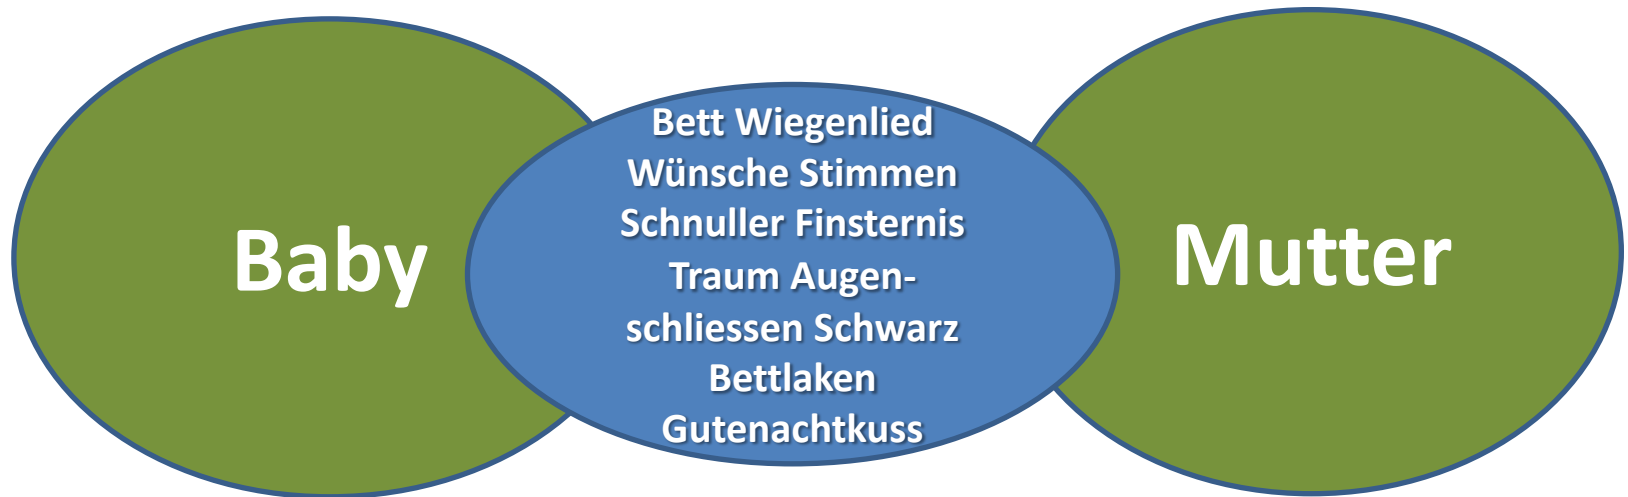 Baby
Bett Wiegenlied
Wünsche Stimmen
Schnuller Finsternis
Traum Augen-
schliessen Schwarz
Bettlaken
Gutenachtkuss
Mutter